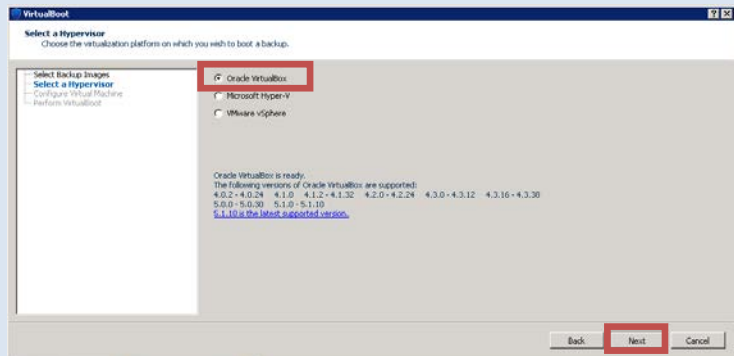 VirtualBoot
Select a Hypervisor
Choose the virtualization platform on which you wish to boot a backup.
Select Backup Images
Select a Hypervisor
Configure Virtual Machine
Perform VirtualBoot
Oracle VirtualBox
Microsoft Hyper-V
VMware vSphere
Oracle VirtualBox is ready.
The following versions of Oracle VirtualBox are supported:
4.0.2 - 4.0.24 4.1.0 4.1.2 - 4.1.32 4.2.0 - 4.2.24 4.3.0 - 4.3.12 4.3.16 - 4.3.30
5.0.0 - 5.0.30 5.1.0 - 5.1.10
5.1.10 is the latest supported version.
Back Next Cancel